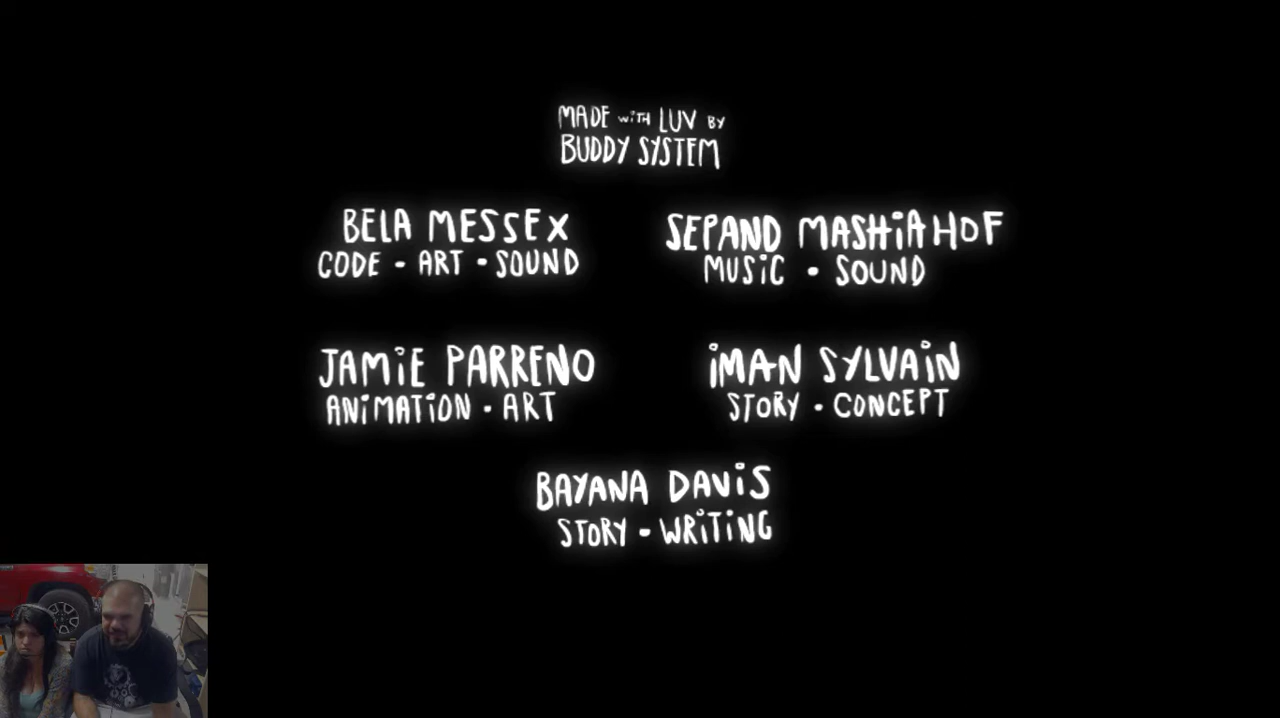 MADE WiTH LUV BY
BUDDY SYSTEM
BELA MESSEX
CODE - ART - SOUND
SEPAND MASHiAHOF
MUSiC • SOUND
JAMiE PARRENO
ANiMATiON • ART
iMAN SYLVAiN
STORY • CONCEPT
BAYANA DAViS
STORY - WRiTiNG